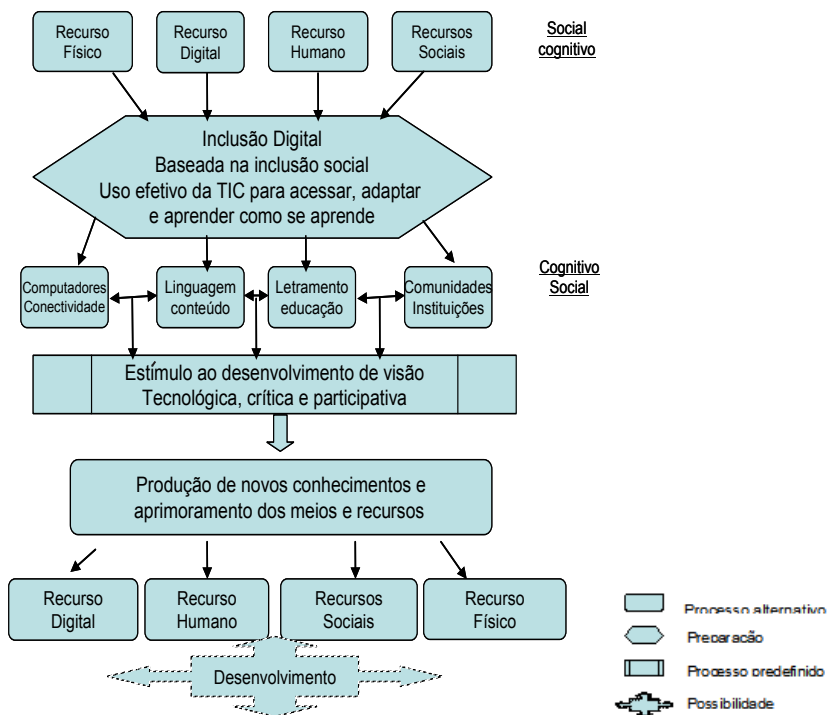 Recurso
Físico
Recurso
Digital
Recurso
Humano
Recursos
Sociais
Social
cognitivo
Inclusão Digital
Baseada na inclusão social
Uso efetivo da TIC para acessar, adaptar
e aprender como se aprende
Computadores
Conectividade
Linguagem
conteúdo
Letramento
educação
Comunidades
Instituições
Cognitivo
Social
Estímulo ao desenvolvimento de visão
Tecnológica, crítica e participativa
Produção de novos conhecimentos e
aprimoramento dos meios e recursos
Recurso
Digital
Recurso
Humano
Recursos
Sociais
Recurso
Físico
Desenvolvimento
Processo alternativo
Preparação
Processo predefinido
Possibilidade